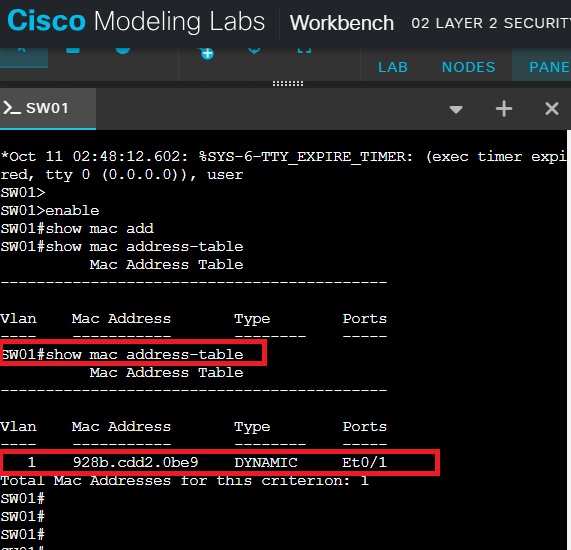 Cisco Modeling Labs Workbench 02 LAYER 2 SECURITY
LAB NODES PANE
SW01
*Oct 11 02:48:12.602: %SYS-6-TTY_EXPIRE_TIMER: (exec timer expi
red, tty 0 (0.0.0.0)), user
SW01>
SW01>enable
SW01#show mac add
SW01#show mac address-table
Mac Address Table
-------------------------------------------
Vlan Mac Address Type Ports
---- ----------- -------- -----
SW01#show mac address-table
Mac Address Table
-------------------------------------------
Vlan Mac Address Type Ports
---- ----------- -------- -----
1 928b.cdd2.0be9 DYNAMIC Et0/1
Total Mac Addresses for this criterion: 1
SW01#
SW01#
SW01#
SW01#